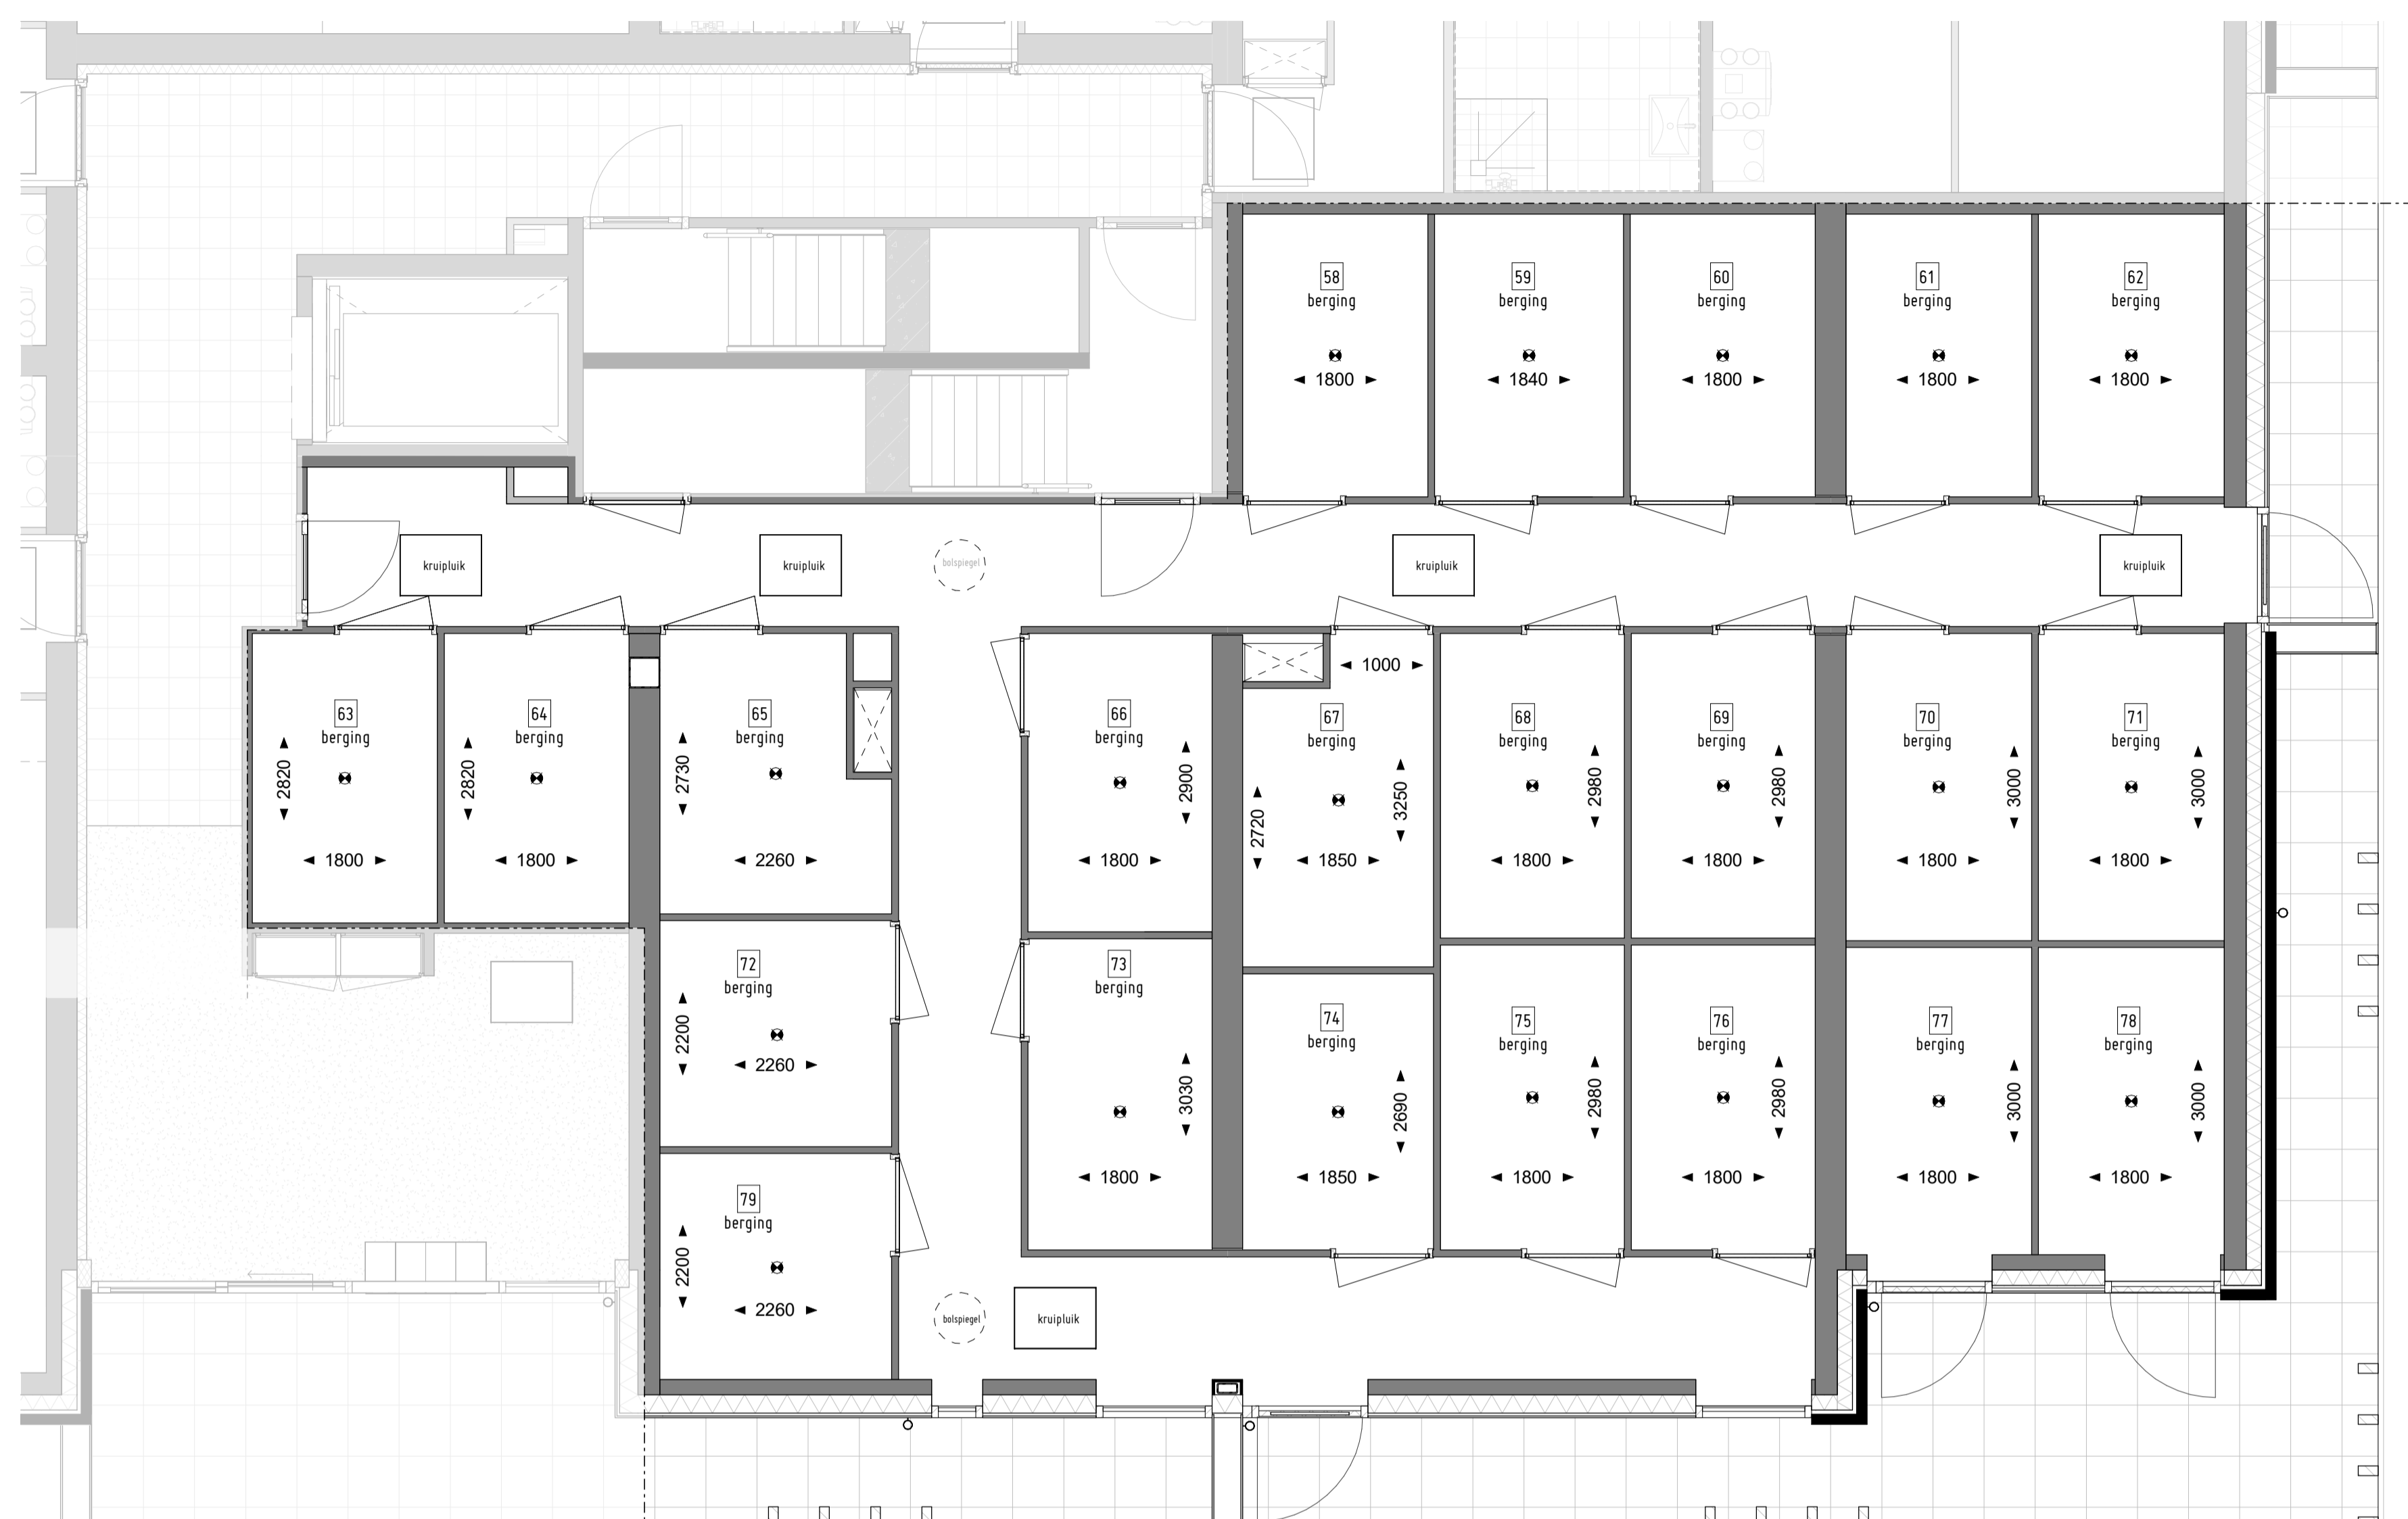 58
berging
1800
59
berging
1840
60
berging
1800
61
berging
1800
62
berging
1800
kruipluik
kruipluik
bolspiegel
kruipluik
kruipluik
63
berging
2820
1800
64
berging
2820
1800
65
berging
2730
2260
66
berging
2900
1800
1000
67
berging
3250
2720
1850
68
berging
2980
1800
69
berging
2980
1800
70
berging
3000
1800
71
berging
3000
1800
72
berging
2200
2260
73
berging
3030
1800
74
berging
2690
1850
75
berging
2980
1800
76
berging
2980
1800
77
berging
3000
1800
78
berging
3000
1800
79
berging
2200
2260
bolspiegel
kruipluik